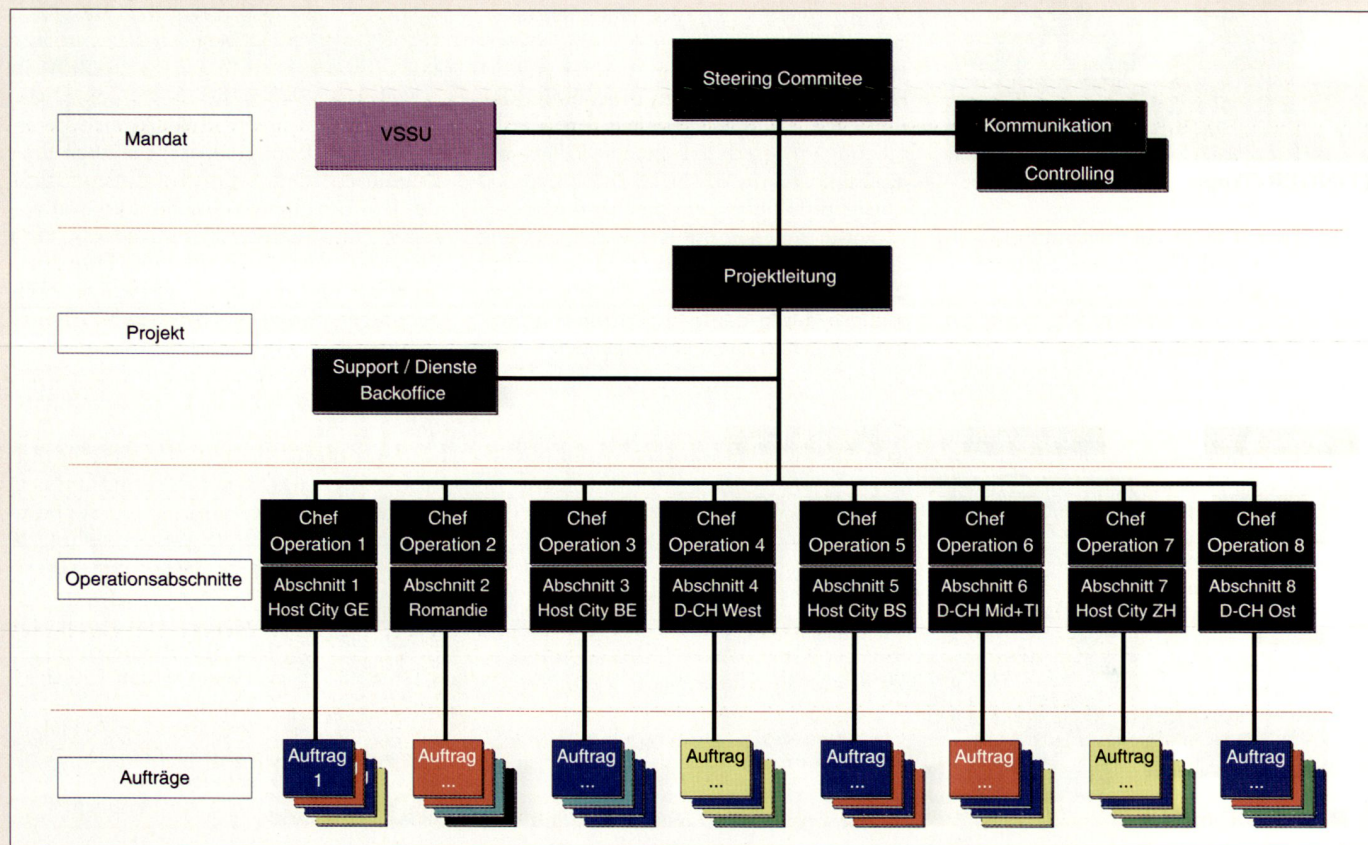 Steering Commitee
Mandat
VSSU
Kommunikation
Controlling
Projektleitung
Projekt
Support / Dienste
Backoffice
Operationsabschnitte
Chef
Operation 1
Abschnitt 1
Host City GE
Chef
Operation 2
Abschnitt 2
Romandie
Chef
Operation 3
Abschnitt 3
Host City BE
Chef
Operation 4
Abschnitt 4
D-CH West
Chef
Operation 5
Abschnitt 5
Host City BS
Chef
Operation 6
Abschnitt 6
D-CH Mid+TI
Chef
Operation 7
Abschnitt 7
Host City ZH
Chef
Operation 8
Abschnitt 8
D-CH Ost
Aufträge
Auftrag
1
Auftrag
...
Auftrag
...
Auftrag
...
Auftrag
...
Auftrag
...
Auftrag
...
Auftrag
...